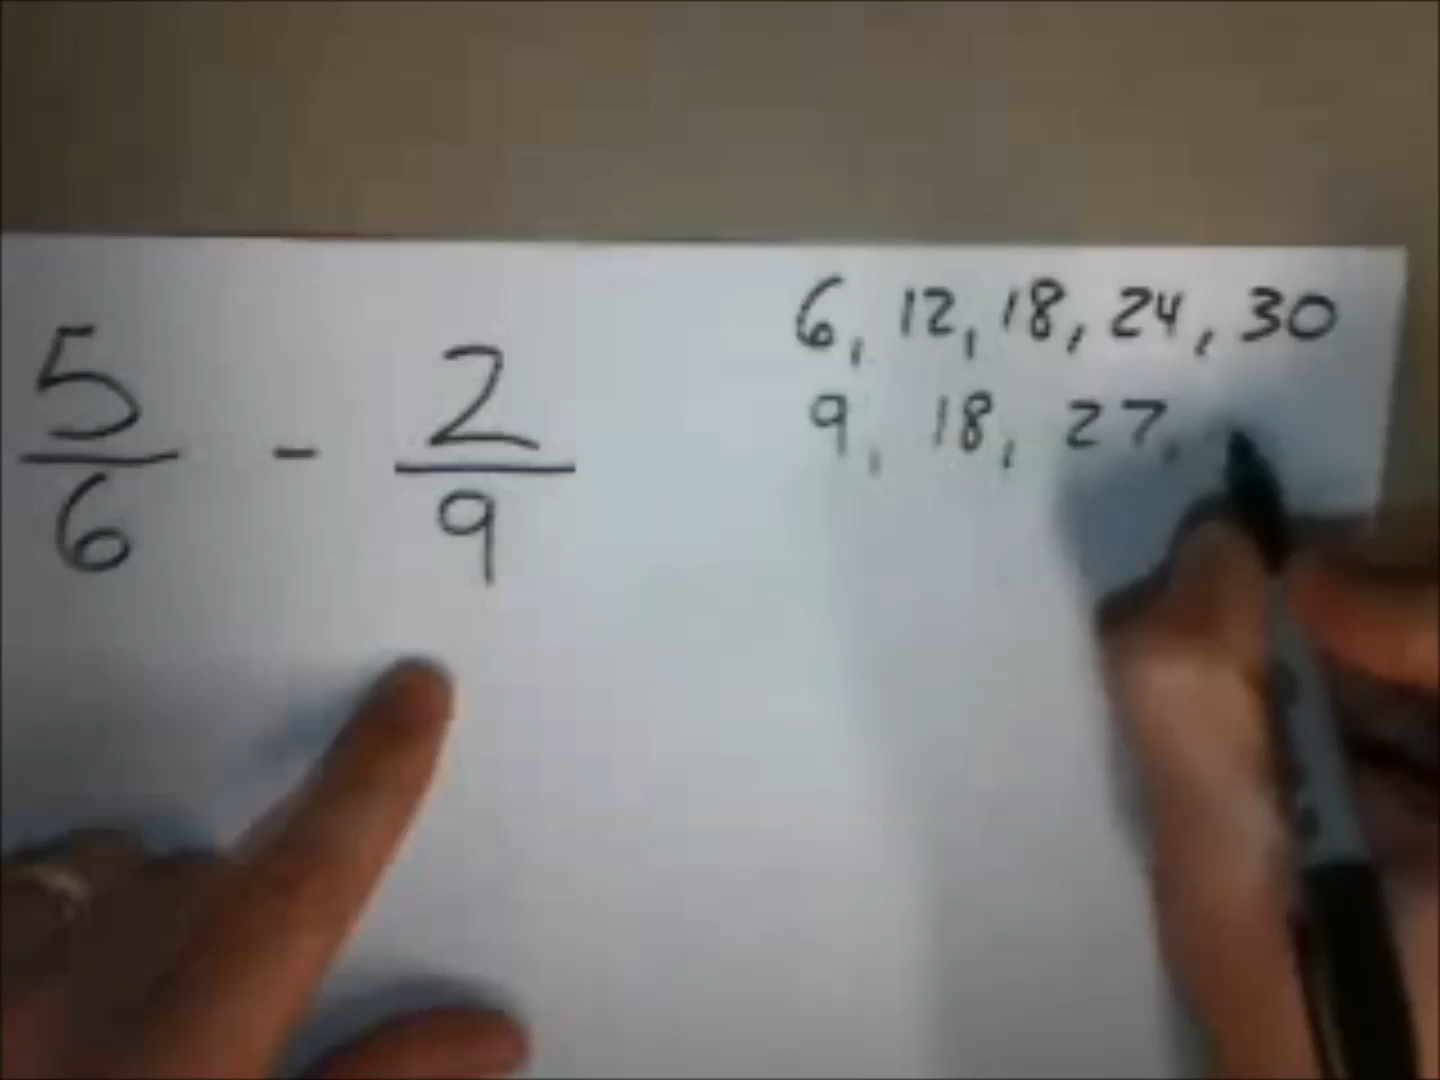 5/6 - 2/9
6, 12, 18, 24, 30
9, 18, 27,